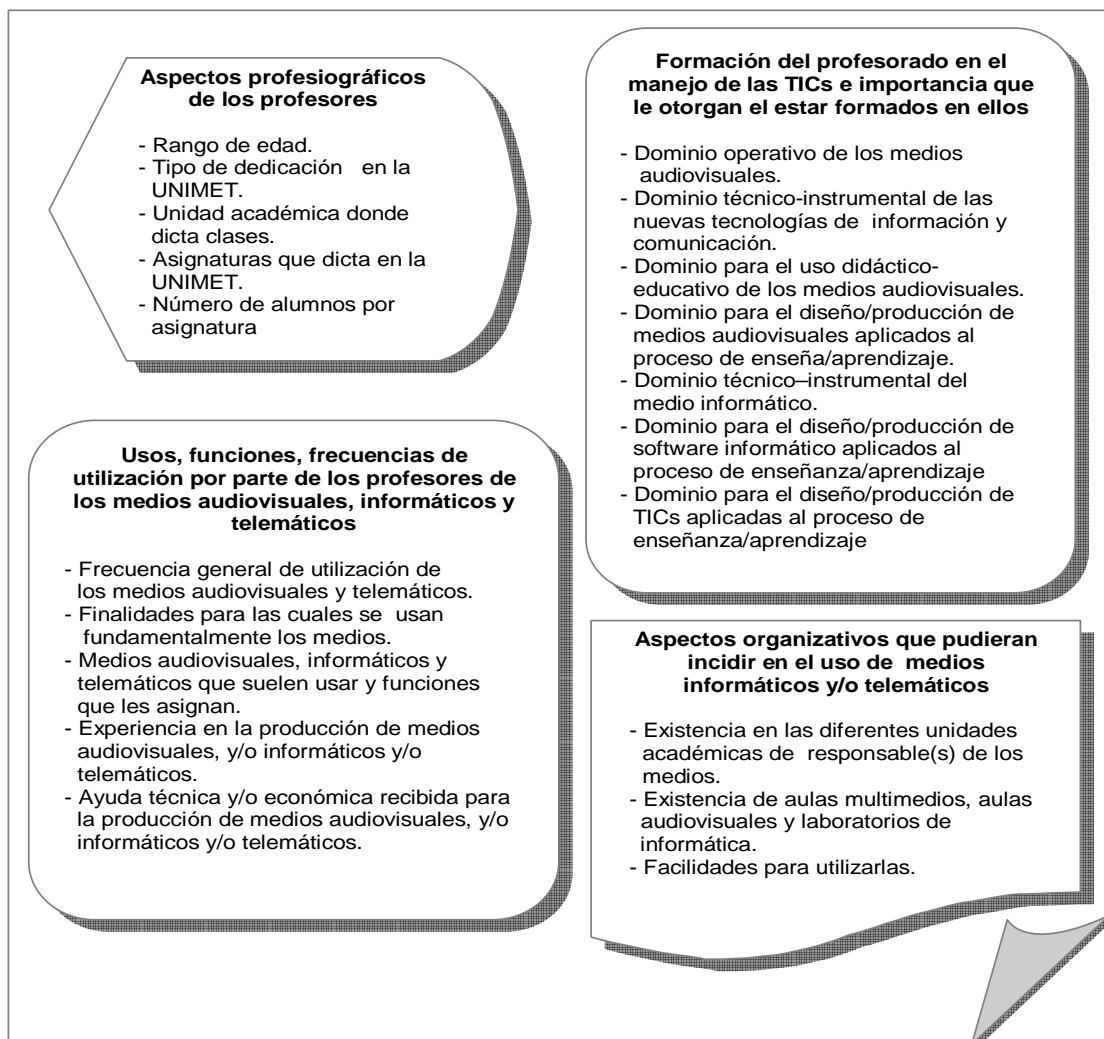 Aspectos profesiográficos
de los profesores
- Rango de edad.
- Tipo de dedicación en la
UNIMET.
- Unidad académica donde
dicta clases.
- Asignaturas que dicta en la
UNIMET.
- Número de alumnos por
asignatura
Formación del profesorado en el
manejo de las TICs e importancia que
le otorgan el estar formados en ellos
- Dominio operativo de los medios
audiovisuales.
- Dominio técnico-instrumental de las
nuevas tecnologías de información y
comunicación.
- Dominio para el uso didáctico-
educativo de los medios audiovisuales.
- Dominio para el diseño/producción de
medios audiovisuales aplicados al
proceso de enseña/aprendizaje.
- Dominio técnico–instrumental del
medio informático.
- Dominio para el diseño/producción de
software informático aplicados al
proceso de enseñanza/aprendizaje
- Dominio para el diseño/producción de
TICs aplicadas al proceso de
enseñanza/aprendizaje
Usos, funciones, frecuencias de
utilización por parte de los profesores de
los medios audiovisuales, informáticos y
telemáticos
- Frecuencia general de utilización de
los medios audiovisuales y telemáticos.
- Finalidades para las cuales se usan
fundamentalmente los medios.
- Medios audiovisuales, informáticos y
telemáticos que suelen usar y funciones
que les asignan.
- Experiencia en la producción de medios
audiovisuales, y/o informáticos y/o
telemáticos.
- Ayuda técnica y/o económica recibida para
la producción de medios audiovisuales, y/o
informáticos y/o telemáticos.
Aspectos organizativos que pudieran
incidir en el uso de medios
informáticos y/o telemáticos
- Existencia en las diferentes unidades
académicas de responsable(s) de los
medios.
- Existencia de aulas multimedios, aulas
audiovisuales y laboratorios de
informática.
- Facilidades para utilizarlas.